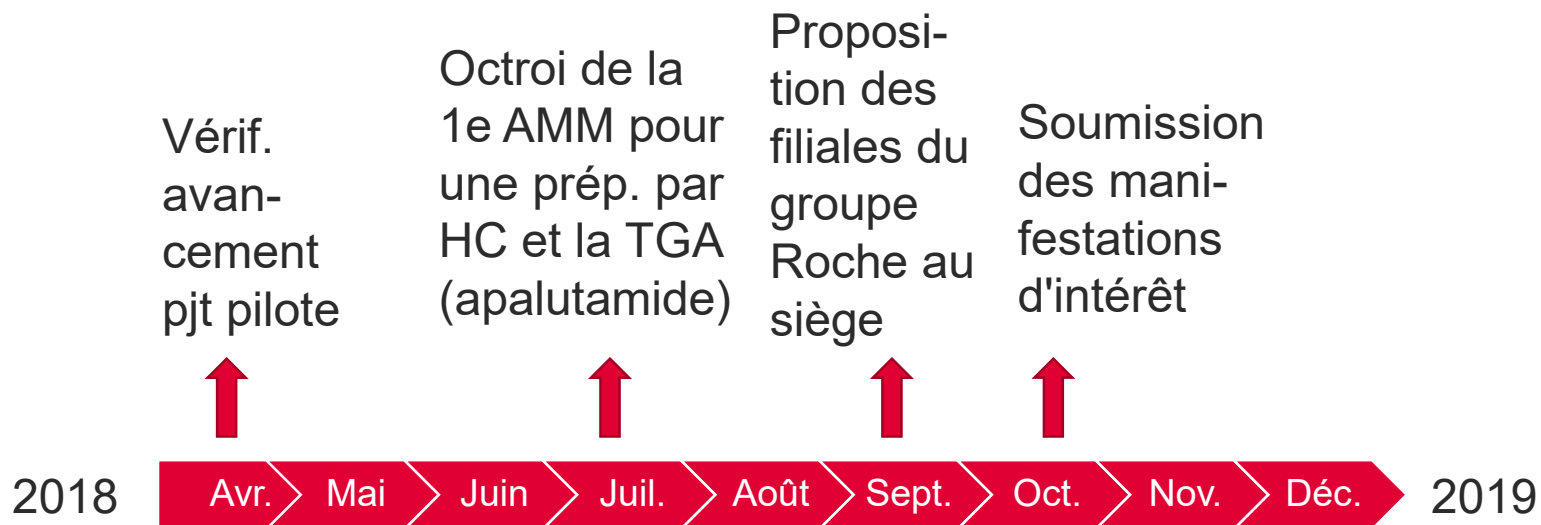 Vérif.
avan-
cement
pjt pilote
Octroi de la
1e AMM pour
une prép. par
HC et la TGA
(apalutamide)
Proposi-
tion des
filiales du
groupe
Roche au
siège
Soumission
des mani-
festations
d'intérêt
2018
Avr.
Mai
Juin
Juil.
Août
Sept.
Oct.
Nov.
Déc.
2019